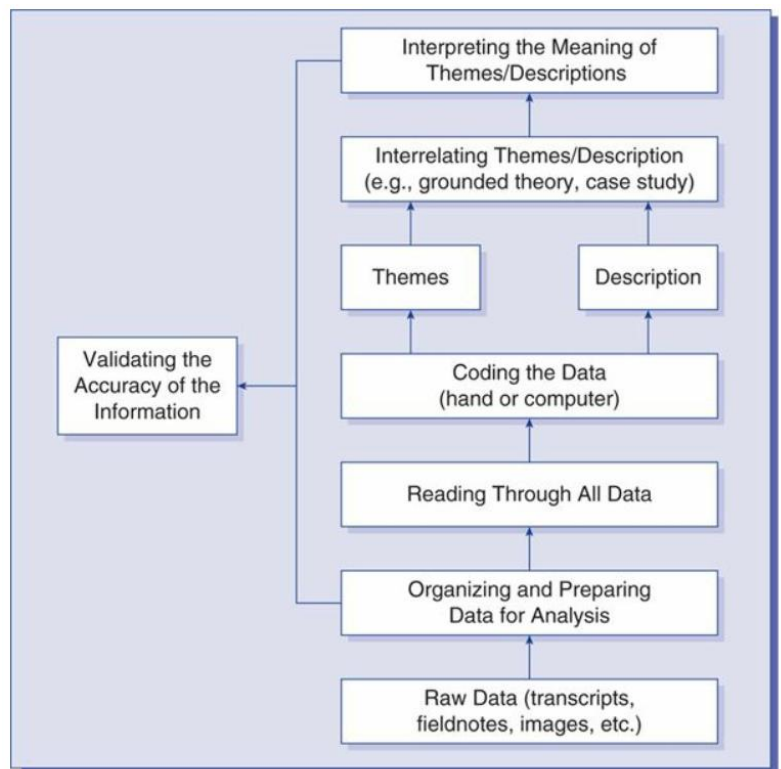 Interpreting the Meaning of
Themes/Descriptions
Interrelating Themes/Description
(e.g., grounded theory, case study)
Themes
Description
Validating the
Accuracy of the
Information
Coding the Data
(hand or computer)
Reading Through All Data
Organizing and Preparing
Data for Analysis
Raw Data (transcripts,
fieldnotes, images, etc.)